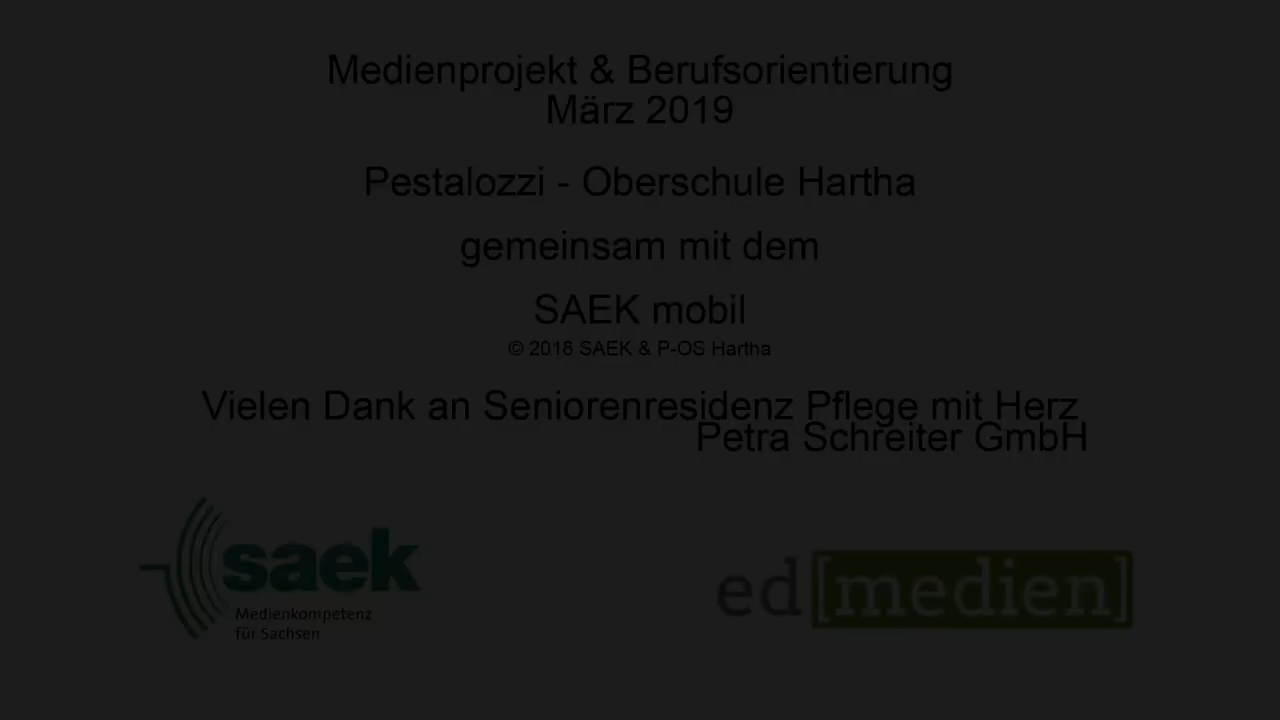 Medienprojekt & Berufsorientierung
März 2019
Pestalozzi - Oberschule Hartha
gemeinsam mit dem
SAEK mobil
© 2018 SAEK & P-OS Hartha
Vielen Dank an Seniorenresidenz Pflege mit Herz
Petra Schreiter GmbH
saek
Medienkompetenz
für Sachsen
ed[medien]